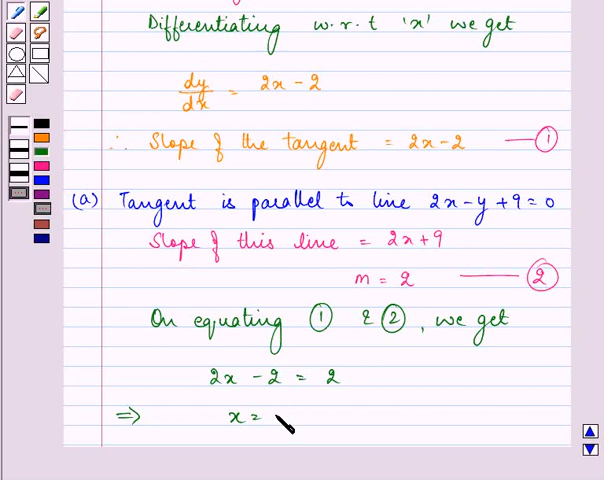 Differentiating w.r.t 'x' we get
dy/dx = 2x - 2
∴ Slope of the tangent = 2x-2 —— ①
(a) Tangent is parallel to line 2x-y+9=0
Slope of this line = 2x+9
m = 2 —— ②
On equating ① & ②, we get
2x - 2 = 2
⇒ x =